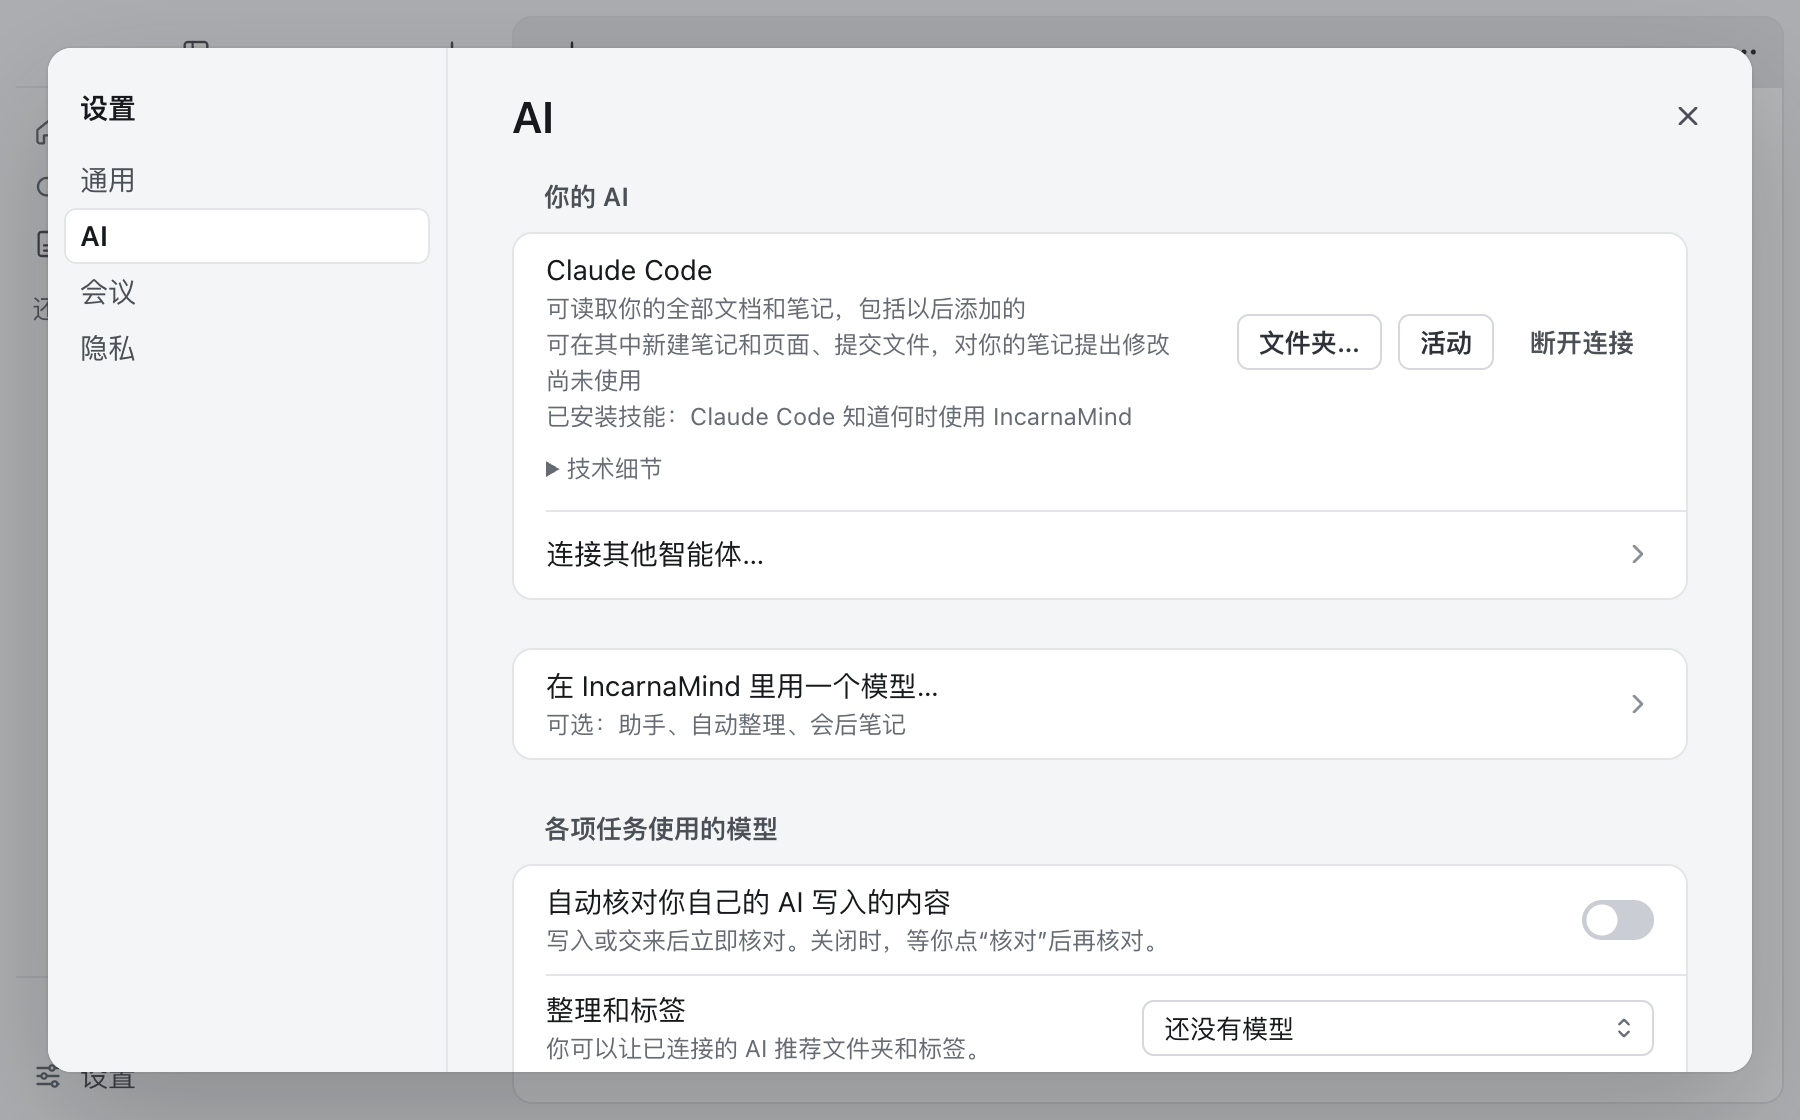 设置
通用
AI
会议
隐私
AI
你的 AI
Claude Code
可读取你的全部文档和笔记，包括以后添加的
可在其中新建笔记和页面、提交文件，对你的笔记提出修改
尚未使用
已安装技能：Claude Code 知道何时使用 IncarnaMind
技术细节
文件夹...
活动
断开连接
连接其他智能体...
在 IncarnaMind 里用一个模型...
可选：助手、自动整理、会后笔记
各项任务使用的模型
自动核对你自己的 AI 写入的内容
写入或交来后立即核对。关闭时，等你点“核对”后再核对。
整理和标签
你可以让已连接的 AI 推荐文件夹和标签。
还没有模型
还
设置